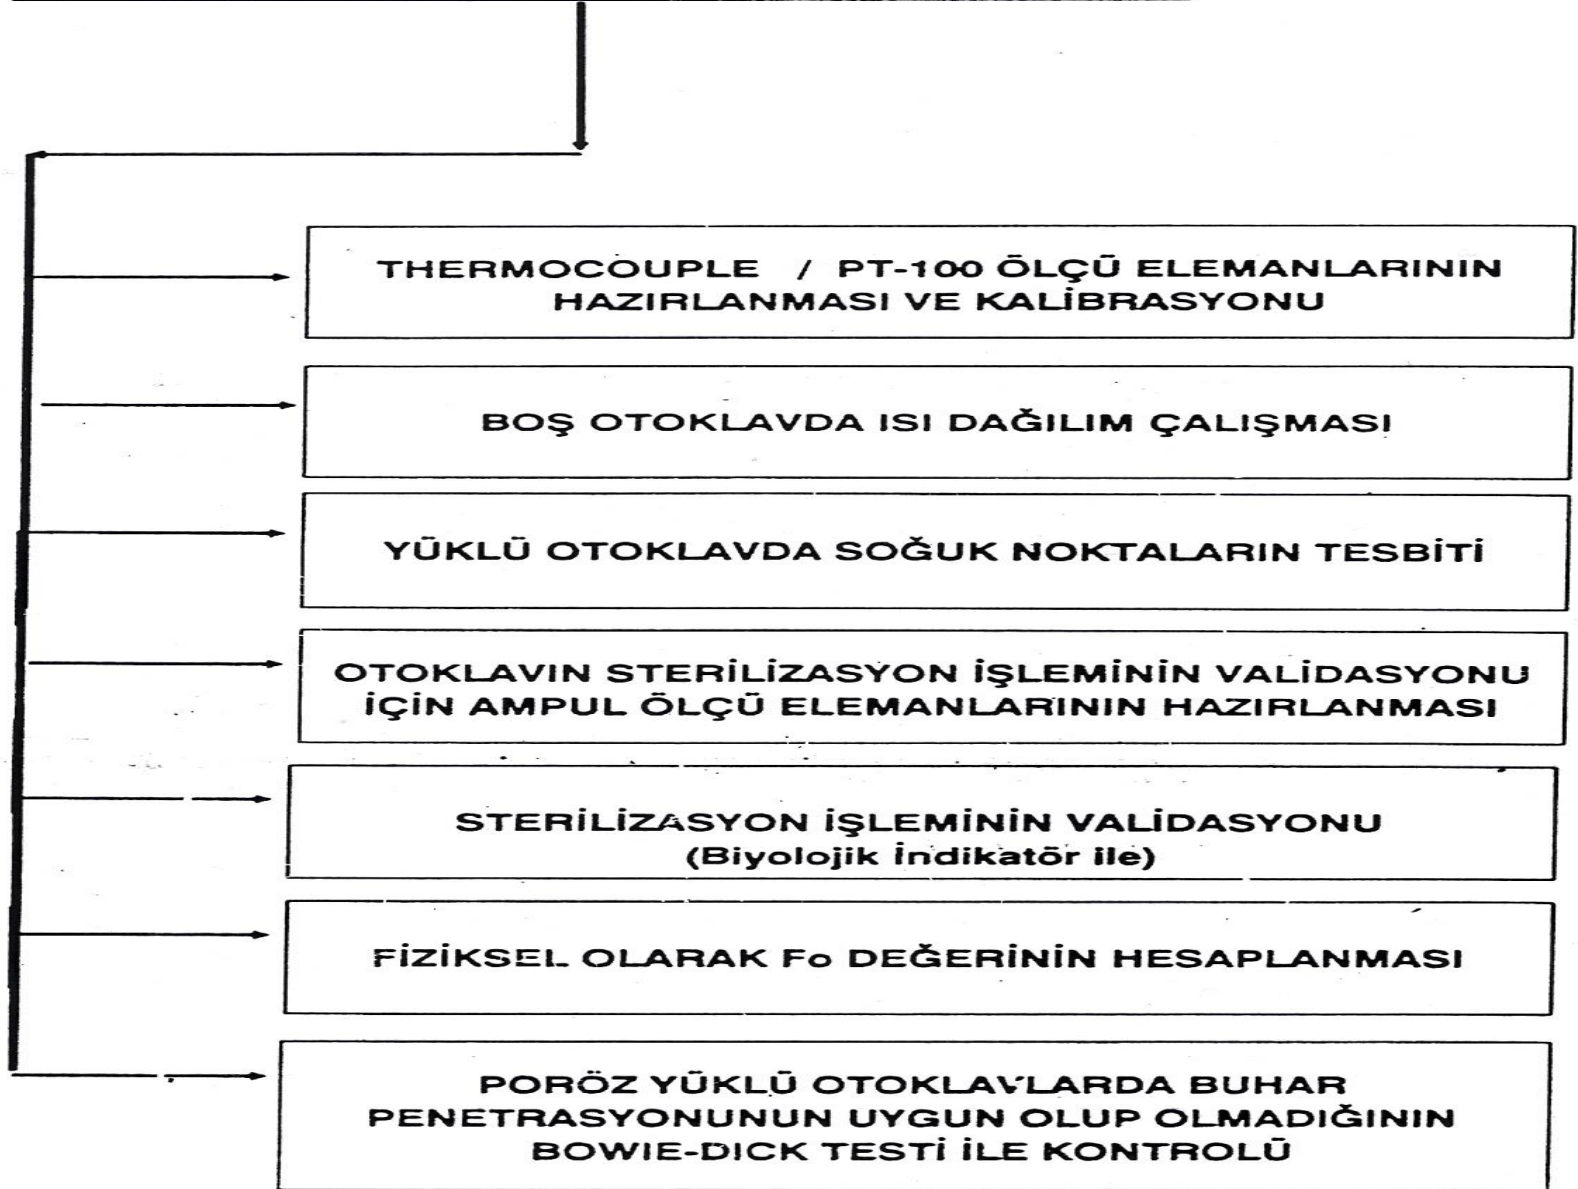 THERMOCOUPLE / PT-100 ÖLÇÜ ELEMANLARININ
HAZIRLANMASI VE KALİBRASYONU
BOŞ OTOKLAVDA ISI DAĞILIM ÇALIŞMASI
YÜKLÜ OTOKLAVDA SOĞUK NOKTALARIN TESBİTİ
OTOKLAVIN STERİLİZASYON İŞLEMİNİN VALİDASYONU
İÇİN AMPUL ÖLÇÜ ELEMANLARININ HAZIRLANMASI
STERİLİZASYON İŞLEMİNİN VALİDASYONU
(Biyolojik İndikatör ile)
FİZİKSEL OLARAK Fo DEĞERİNİN HESAPLANMASI
PORÖZ YÜKLÜ OTOKLAVLARDA BUHAR
PENETRASYONUNUN UYGUN OLUP OLMADIĞININ
BOWIE-DICK TESTİ İLE KONTROLÜ